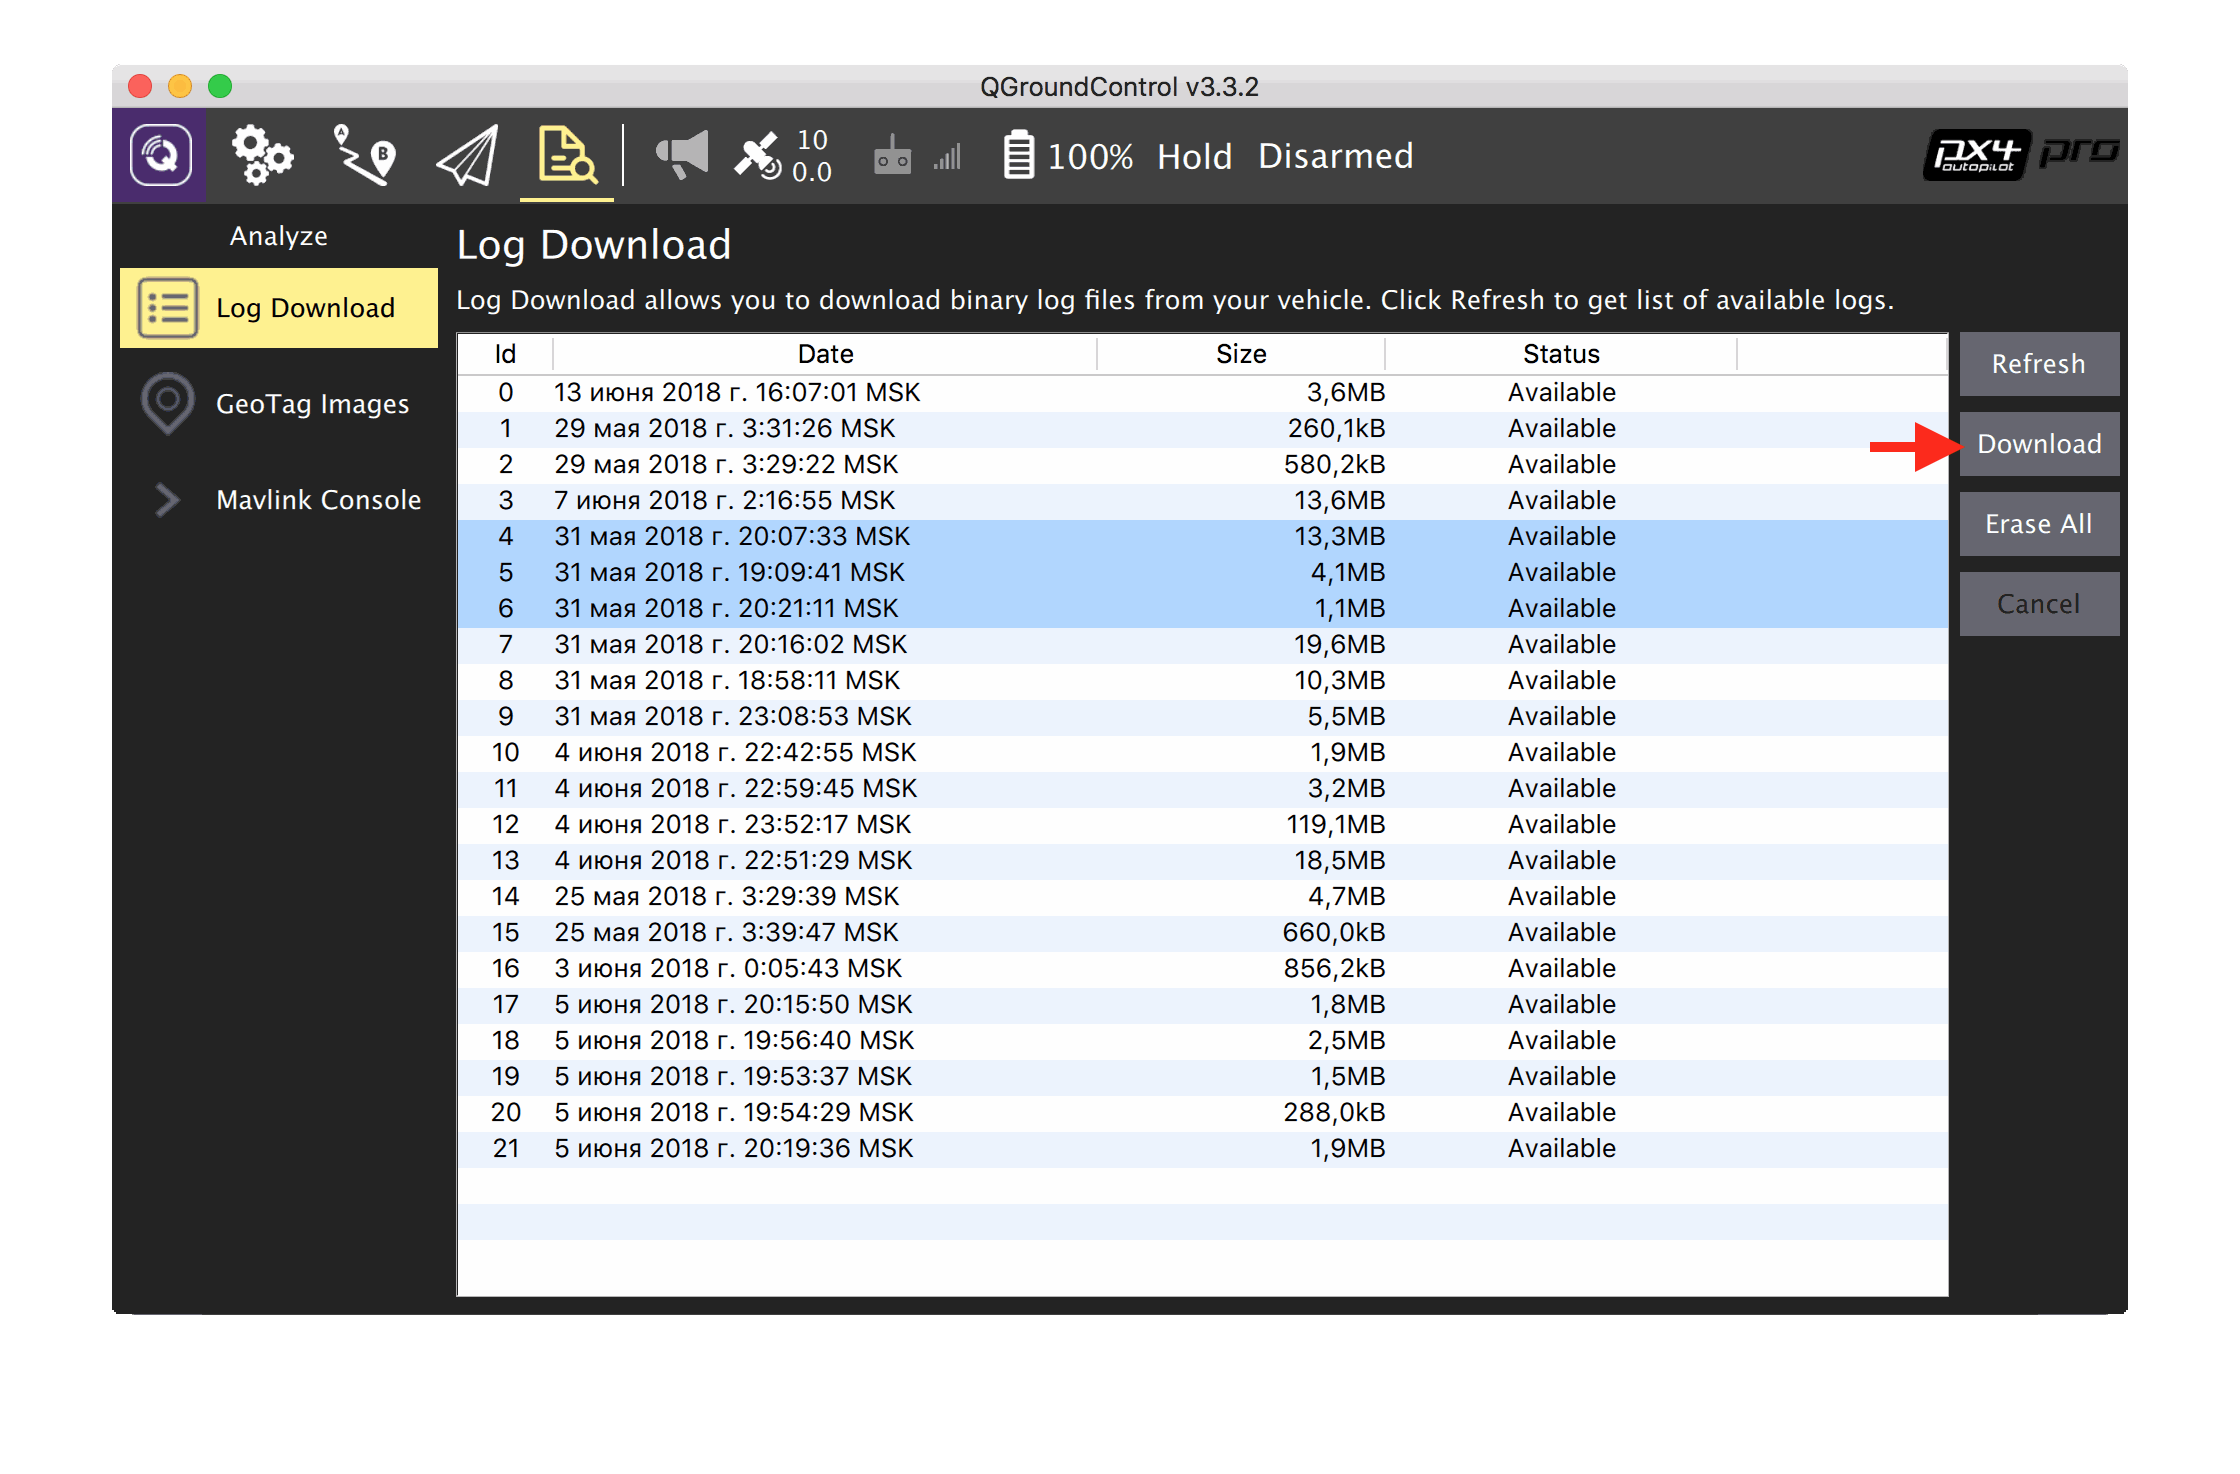 QGroundControl v3.3.2
A
B
10
0.0
100% Hold Disarmed
px4 autopilot pro
Analyze
Log Download
GeoTag Images
Mavlink Console
Log Download
Log Download allows you to download binary log files from your vehicle. Click Refresh to get list of available logs.
Id Date Size Status
0 13 июня 2018 г. 16:07:01 MSK 3,6MB Available
1 29 мая 2018 г. 3:31:26 MSK 260,1kB Available
2 29 мая 2018 г. 3:29:22 MSK 580,2kB Available
3 7 июня 2018 г. 2:16:55 MSK 13,6MB Available
4 31 мая 2018 г. 20:07:33 MSK 13,3MB Available
5 31 мая 2018 г. 19:09:41 MSK 4,1MB Available
6 31 мая 2018 г. 20:21:11 MSK 1,1MB Available
7 31 мая 2018 г. 20:16:02 MSK 19,6MB Available
8 31 мая 2018 г. 18:58:11 MSK 10,3MB Available
9 31 мая 2018 г. 23:08:53 MSK 5,5MB Available
10 4 июня 2018 г. 22:42:55 MSK 1,9MB Available
11 4 июня 2018 г. 22:59:45 MSK 3,2MB Available
12 4 июня 2018 г. 23:52:17 MSK 119,1MB Available
13 4 июня 2018 г. 22:51:29 MSK 18,5MB Available
14 25 мая 2018 г. 3:29:39 MSK 4,7MB Available
15 25 мая 2018 г. 3:39:47 MSK 660,0kB Available
16 3 июня 2018 г. 0:05:43 MSK 856,2kB Available
17 5 июня 2018 г. 20:15:50 MSK 1,8MB Available
18 5 июня 2018 г. 19:56:40 MSK 2,5MB Available
19 5 июня 2018 г. 19:53:37 MSK 1,5MB Available
20 5 июня 2018 г. 19:54:29 MSK 288,0kB Available
21 5 июня 2018 г. 20:19:36 MSK 1,9MB Available
Refresh
Download
Erase All
Cancel